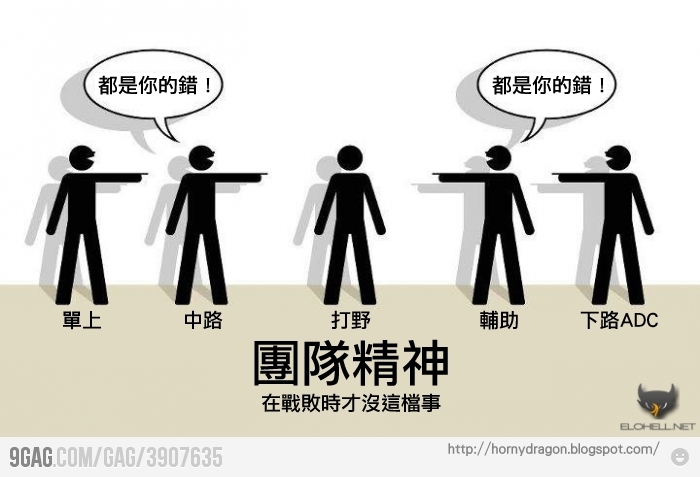 都是你的錯！
都是你的錯！
單上
中路
打野
輔助
下路ADC
團隊精神
在戰敗時才沒這檔事
ELOHELL.NET
9GAG.COM/GAG/3907635
http://hornydragon.blogspot.com/